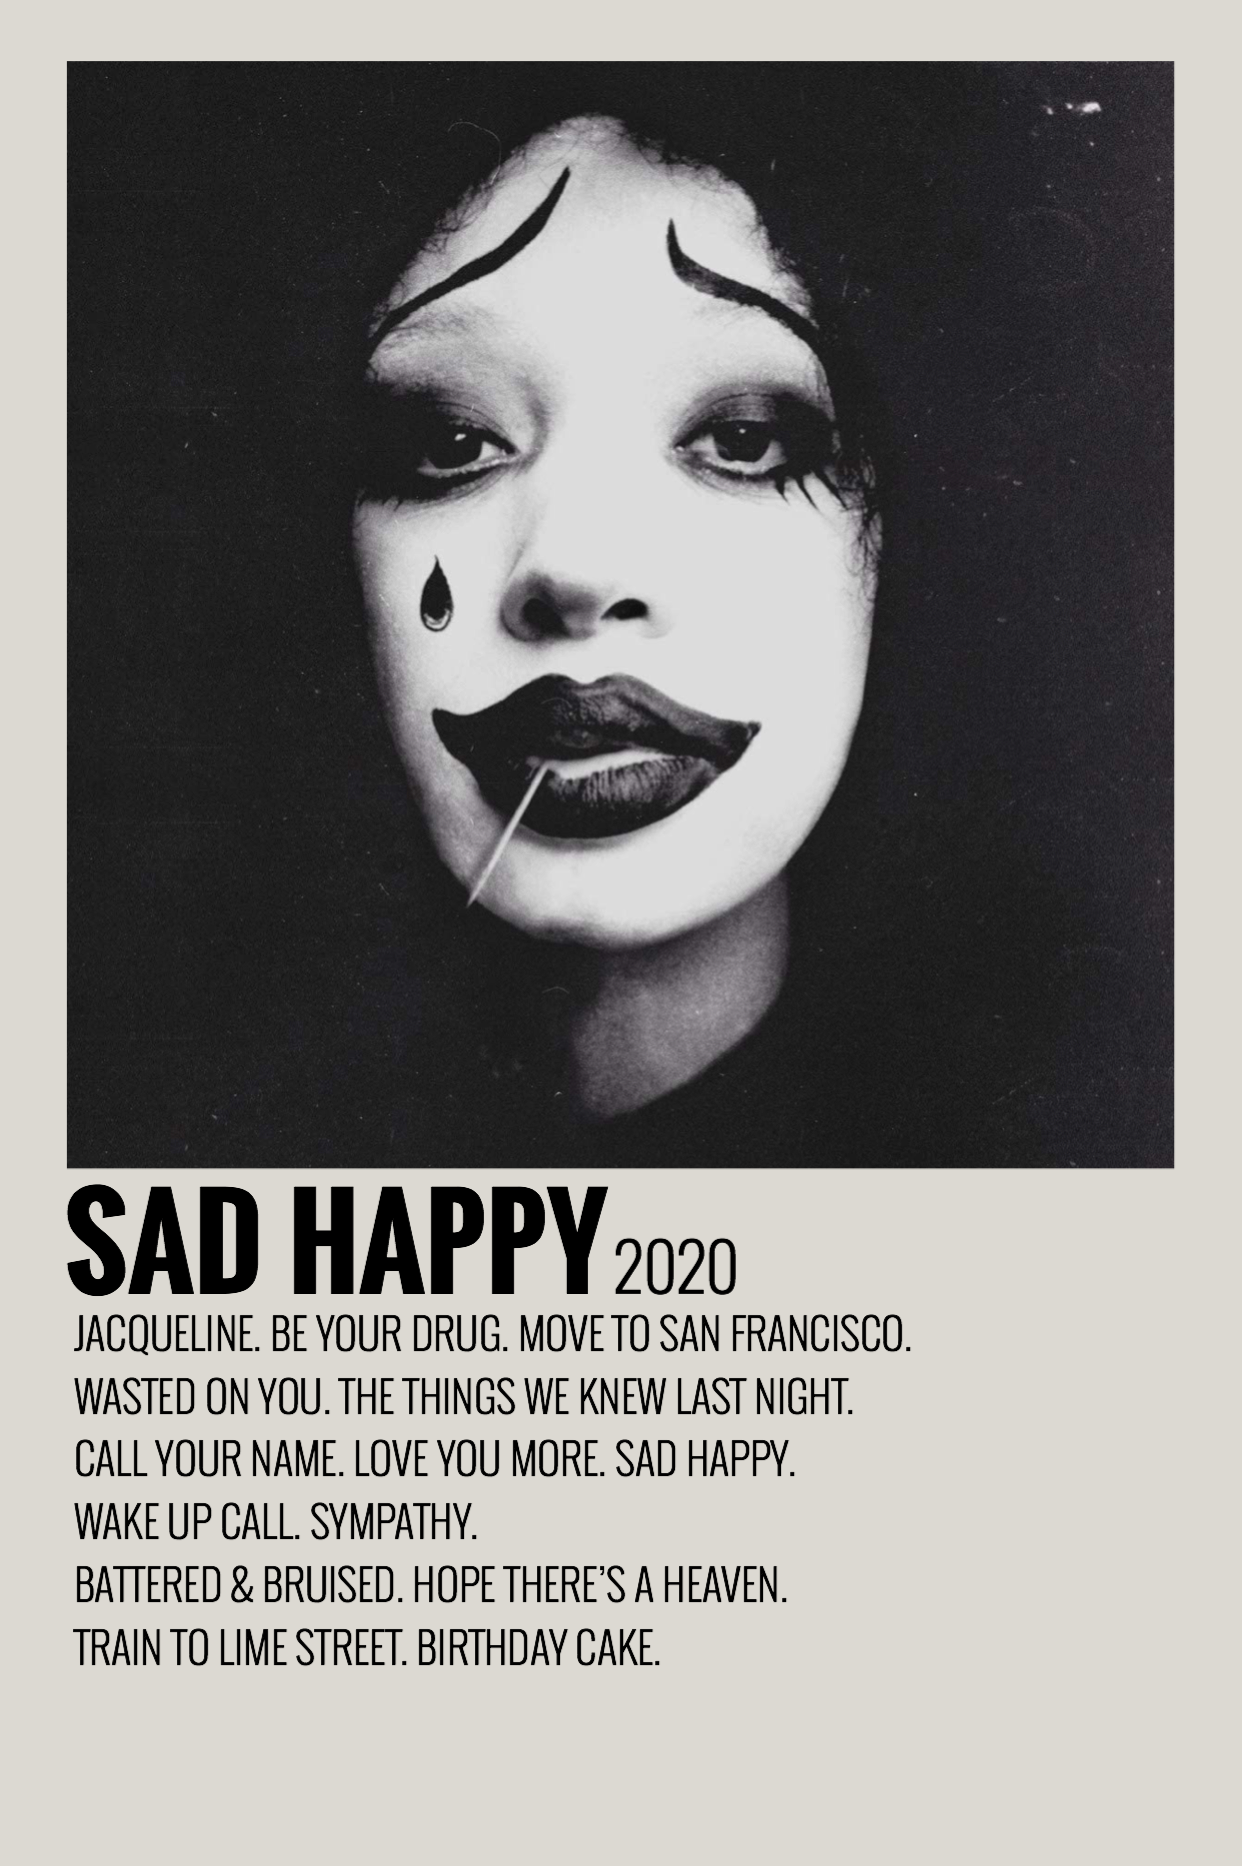 SAD HAPPY 2020
JACQUELINE. BE YOUR DRUG. MOVE TO SAN FRANCISCO.
WASTED ON YOU. THE THINGS WE KNEW LAST NIGHT.
CALL YOUR NAME. LOVE YOU MORE. SAD HAPPY.
WAKE UP CALL. SYMPATHY.
BATTERED & BRUISED. HOPE THERE’S A HEAVEN.
TRAIN TO LIME STREET. BIRTHDAY CAKE.